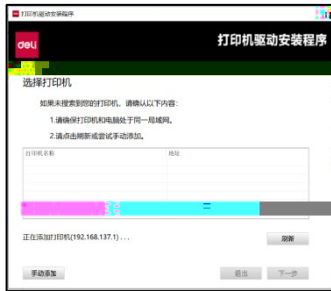 打印机驱动安装程序
deli
打印机驱动安装程序
选择打印机
如果未搜索到您的打印机，请确认以下内容：
1.请确保打印机和电脑处于同一局域网。
2.请点击刷新或尝试手动添加。
打印机名称 地址
正在添加打印机(192.168.137.1) . . . 刷新
手动添加 退出 下一步